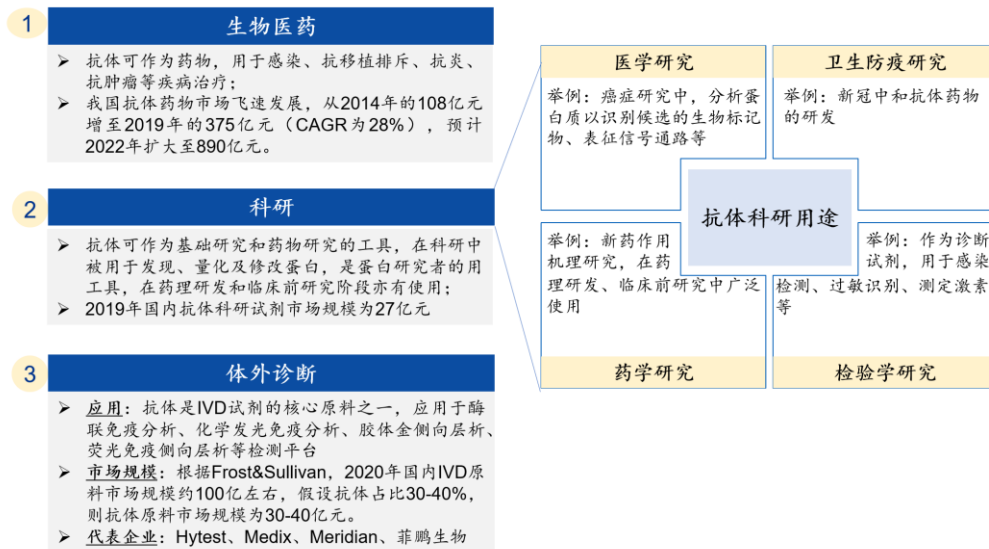 1
生物医药
➢ 抗体可作为药物，用于感染、抗移植排斥、抗炎、
抗肿瘤等疾病治疗；
➢ 我国抗体药物市场飞速发展，从2014年的108亿元
增至2019年的375亿元（CAGR为28%），预计
2022年扩大至890亿元。
2
科研
➢ 抗体可作为基础研究和药物研究的工具，在科研中
被用于发现、量化及修改蛋白，是蛋白研究者的用
工具，在药理研发和临床前研究阶段亦有使用；
➢ 2019年国内抗体科研试剂市场规模为27亿元
3
体外诊断
➢ 应用：抗体是IVD试剂的核心原料之一，应用于酶
联免疫分析、化学发光免疫分析、胶体金侧向层析、
荧光免疫侧向层析等检测平台
➢ 市场规模：根据Frost&Sullivan，2020年国内IVD原
料市场规模约100亿左右，假设抗体占比30-40%，
则抗体原料市场规模为30-40亿元。
➢ 代表企业：Hytest、Medix、Meridian、菲鹏生物
医学研究
举例：癌症研究中，分析蛋
白质以识别候选的生物标记
物、表征信号通路等
卫生防疫研究
举例：新冠中和抗体药物
的研发
抗体科研用途
举例：新药作用
机理研究，在药
理研发、临床前研究中广泛
使用
药学研究
举例：作为诊断
试剂，用于感染
检测、过敏识别、测定激素
等
检验学研究